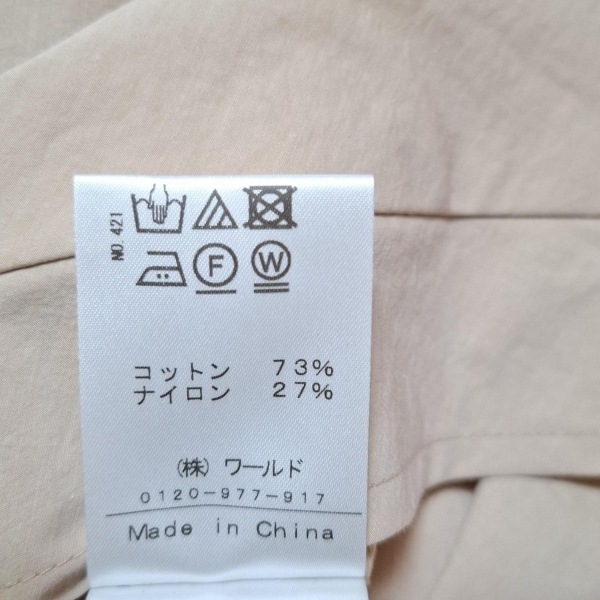 NO.421
F W
コットン 73%
ナイロン 27%
(株) ワールド
0120-977-917
Made in China